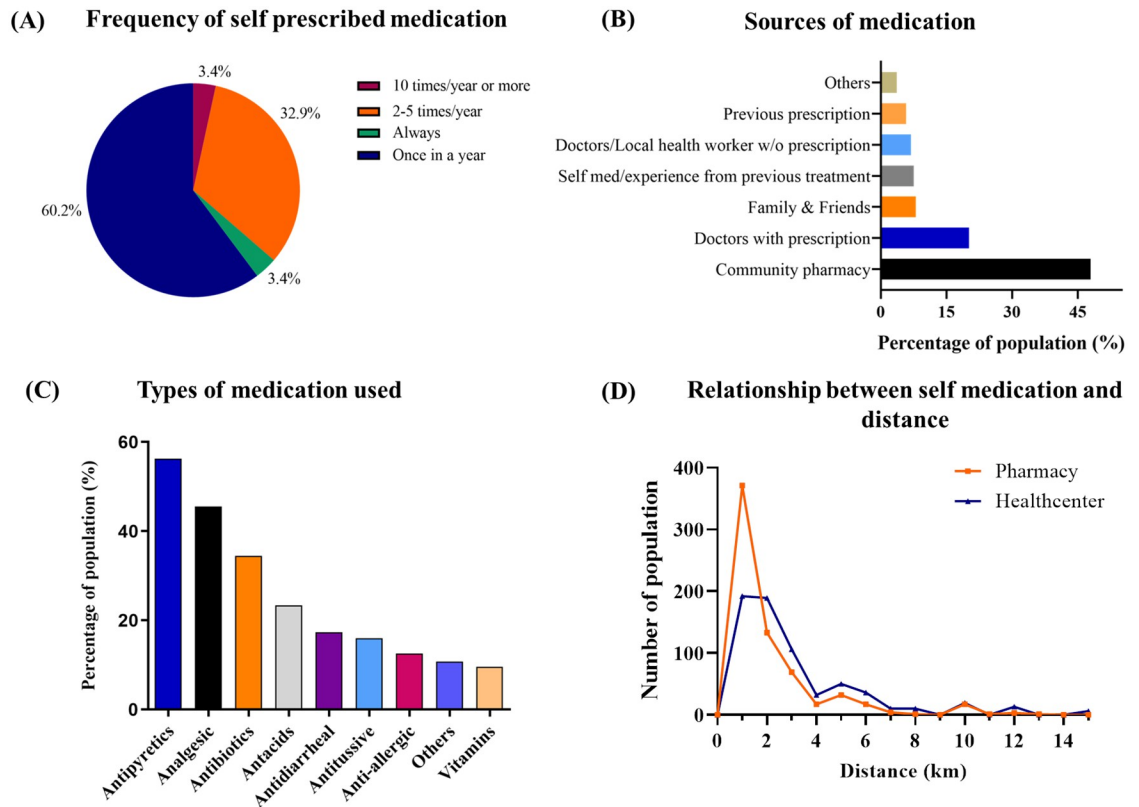 (A)
Frequency of self prescribed medication
3.4%
32.9%
3.4%
60.2%
10 times/year or more
2-5 times/year
Always
Once in a year
(B)
Sources of medication
Others
Previous prescription
Doctors/Local health worker w/o prescription
Self med/experience from previous treatment
Family & Friends
Doctors with prescription
Community pharmacy
0 15 30 45
Percentage of population (%)
(C)
Types of medication used
Percentage of population (%)
60
40
20
0
Antipyretics
Analgesic
Antibiotics
Antacids
Antidiarrheal
Antitussive
Anti-allergic
Others
Vitamins
(D)
Relationship between self medication and
distance
Pharmacy
Healthcenter
Number of population
400
300
200
100
0
0 2 4 6 8 10 12 14
Distance (km)